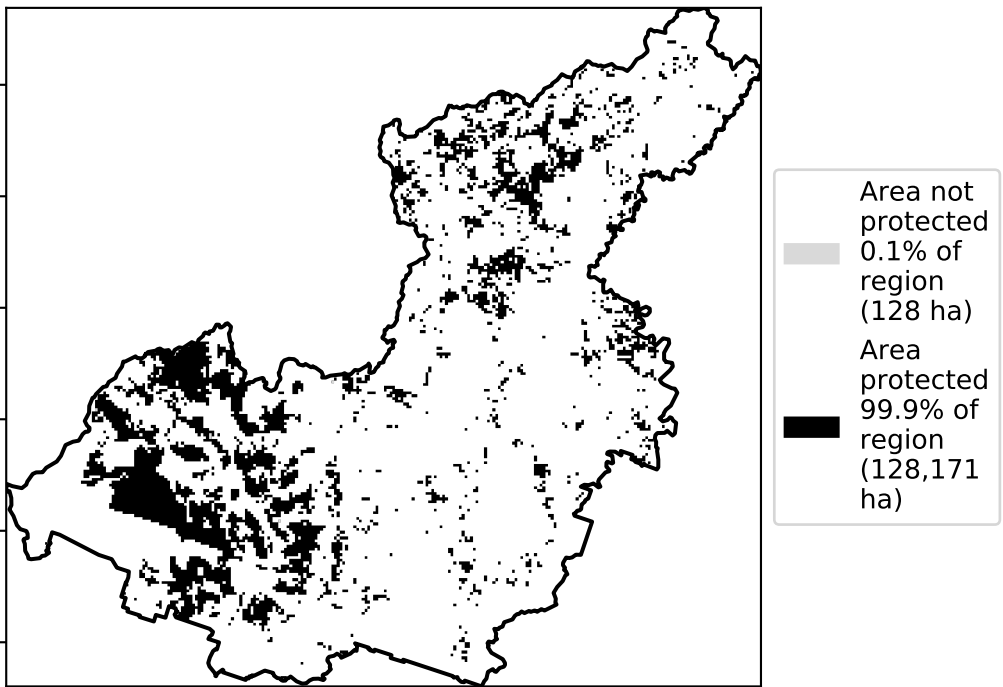 Area not
protected
0.1% of
region
(128 ha)
Area
protected
99.9% of
region
(128,171
ha)